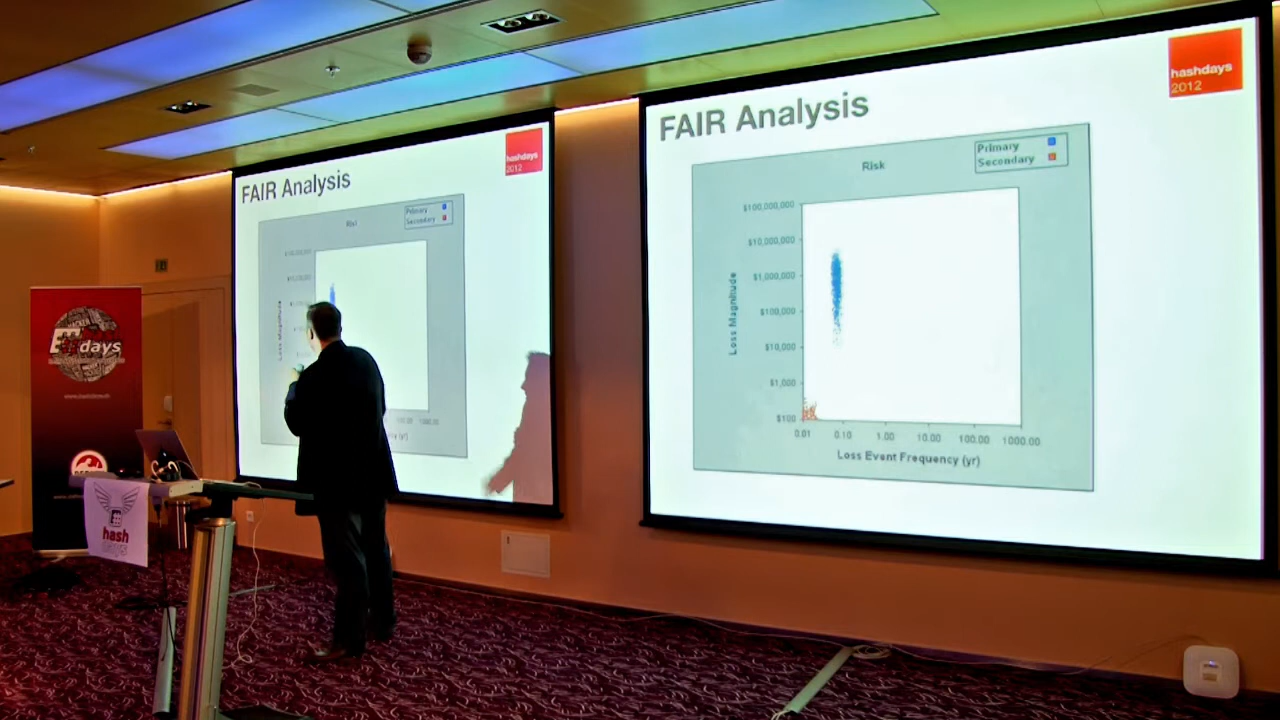 FAIR Analysis
hashdays
2012
Risk
Primary
Secondary
Loss Magnitude
days
hash
FAIR Analysis
hashdays
2012
Risk
Primary
Secondary
$100,000,000
$10,000,000
$1,000,000
$100,000
$10,000
$1,000
$100
Loss Magnitude
0.01 0.10 1.00 10.00 100.00 1000.00
Loss Event Frequency (yr)